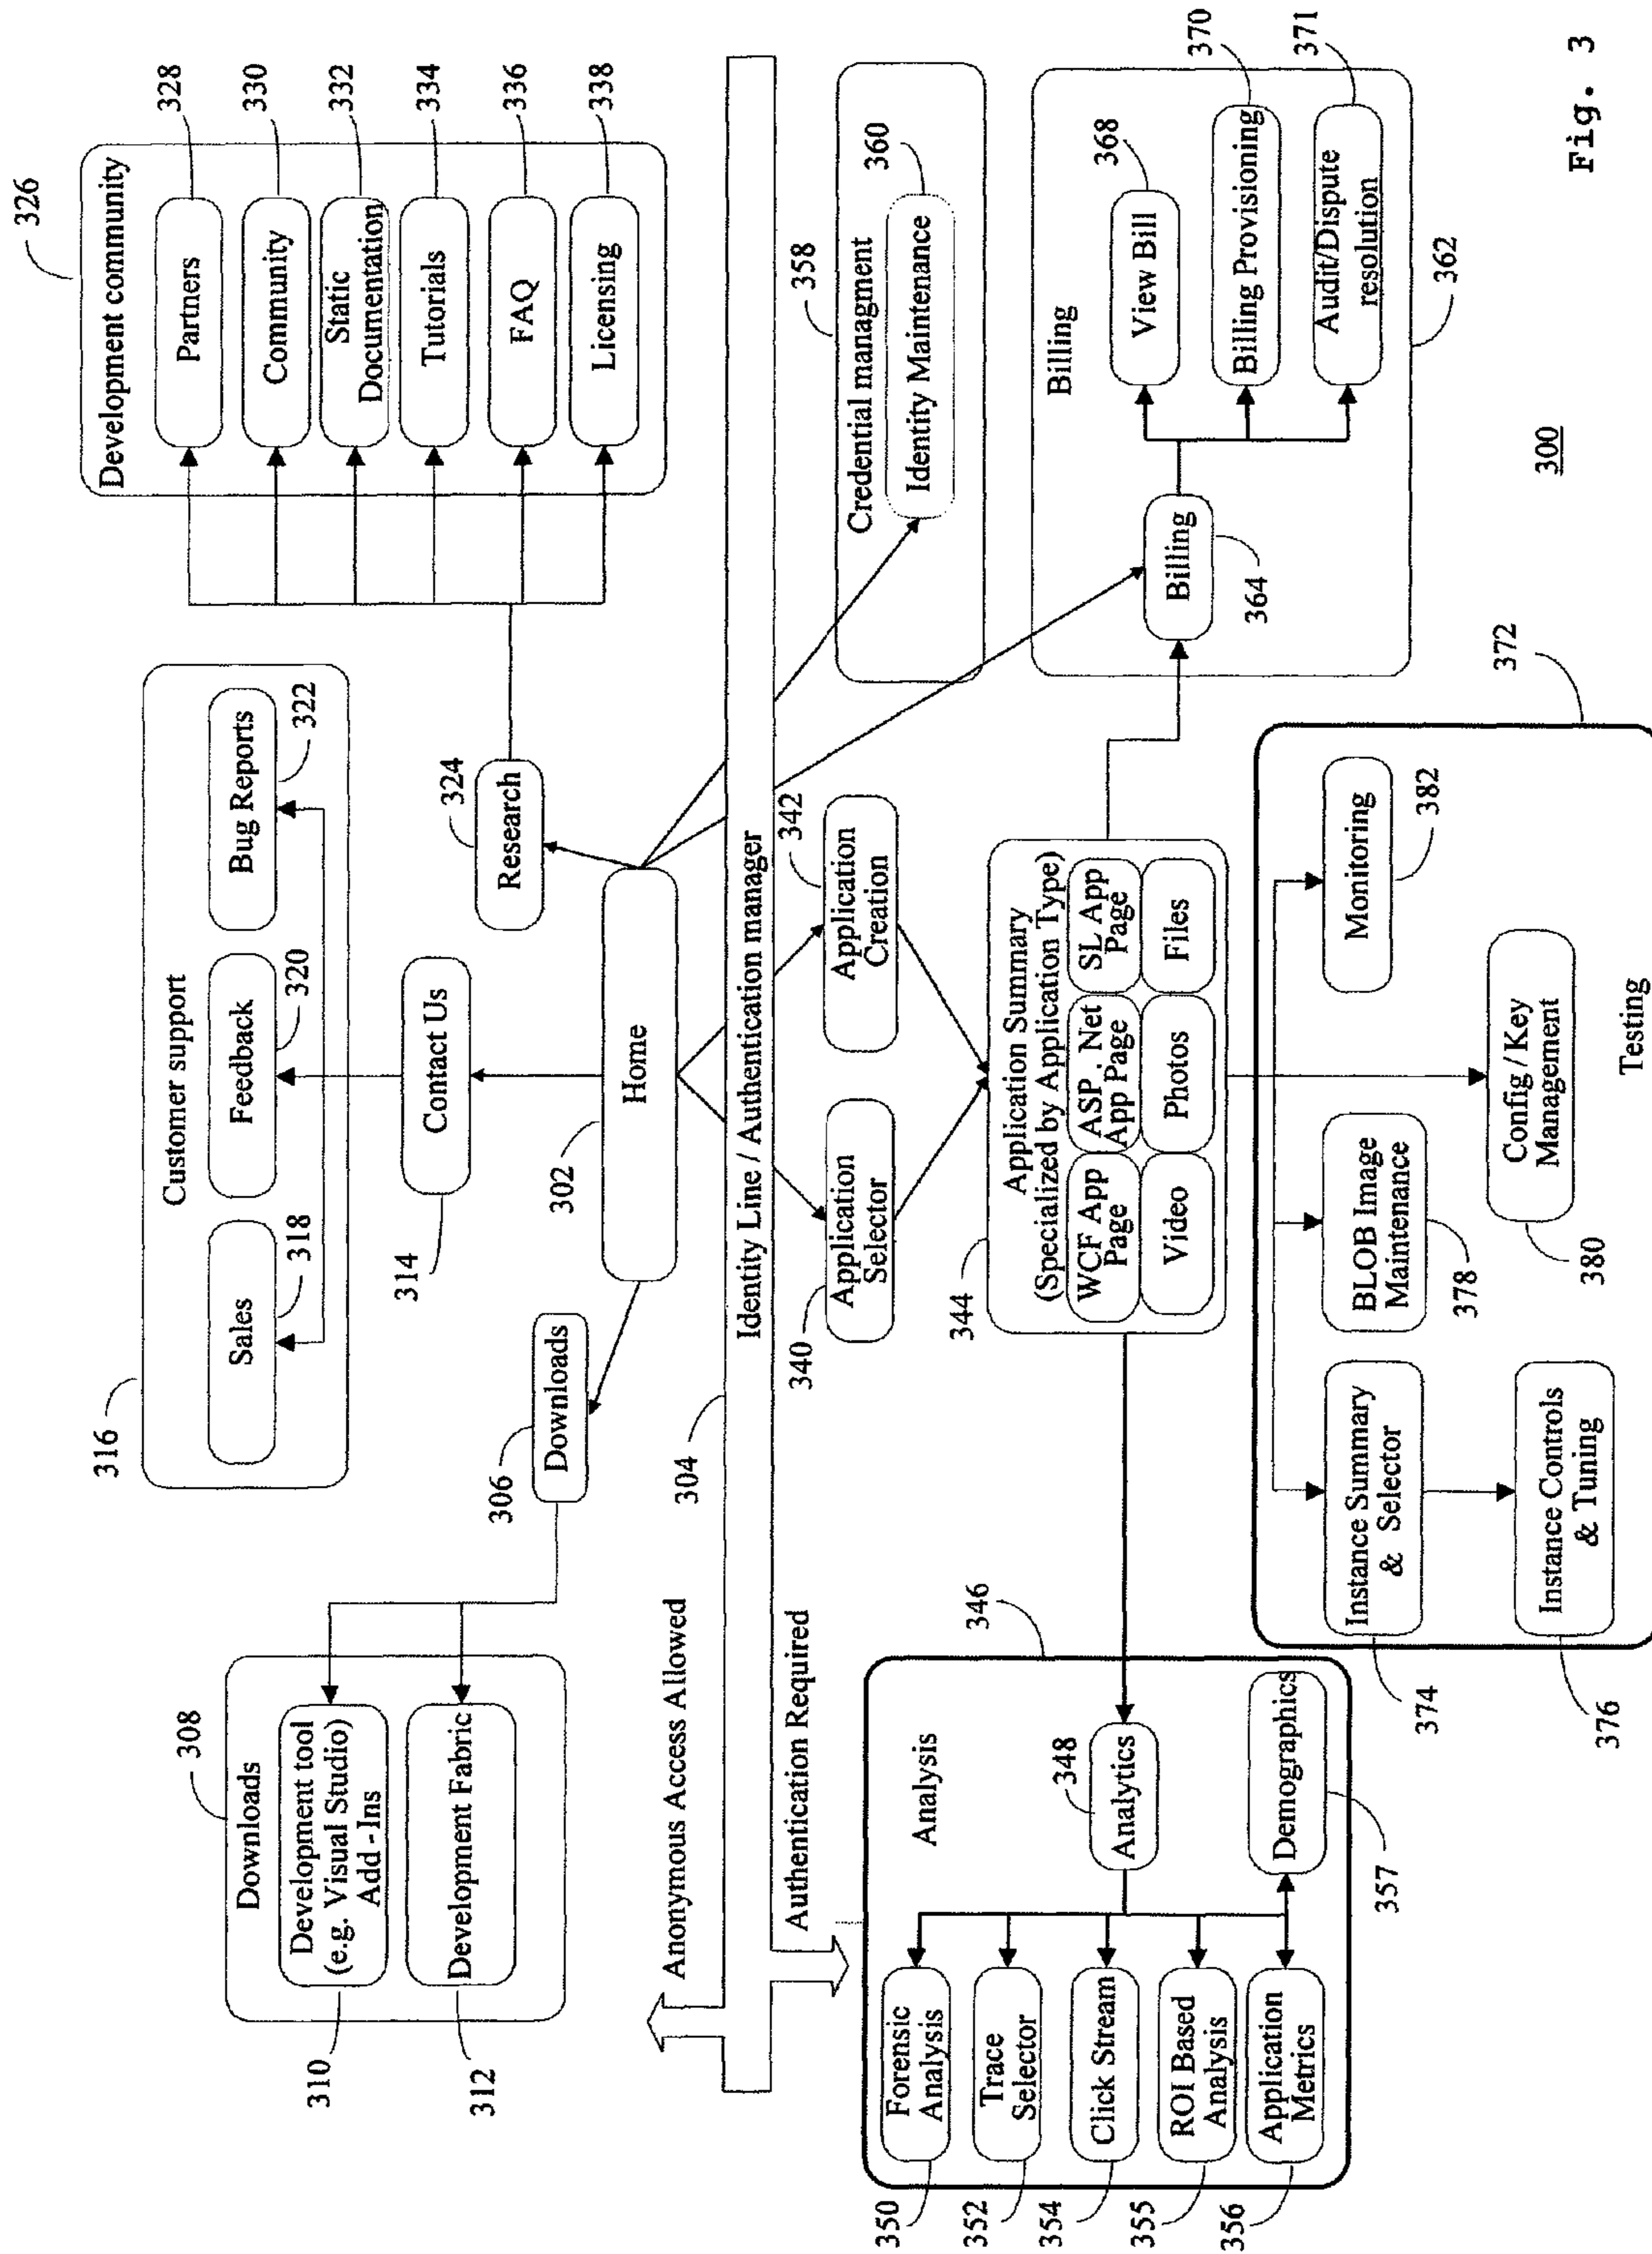 308
Downloads
Development tool
(e.g. Visual Studio)
Add -Ins
310
Development Fabric
312
316
Customer support
Sales
318
Feedback
320
Bug Reports
322
326
Development community
Partners
328
Community
330
Static
Documentation
332
Tutorials
334
FAQ
336
Licensing
338
306
Downloads
314
Contact Us
324
Research
302
Home
Anonymous Access Allowed
304
Identity Line / Authentication manager
Authentication Required
340
Application
Selector
342
Application
Creation
358
Credential managment
Identity Maintenance
360
344
Application Summary
(Specialized by Application Type)
WCF App
Page
ASP . Net
App Page
SL App
Page
Video
Photos
Files
346
Analysis
348
Analytics
Forensic
Analysis
350
Trace
Selector
352
Click Stream
354
ROI Based
Analysis
355
Application
Metrics
356
Demographics
357
Billing
Billing
364
View Bill
368
Billing Provisioning
370
Audit/Dispute
resolution
371
362
372
Instance Summary
& Selector
374
Instance Controls
& Tuning
376
BLOB Image
Maintenance
378
Config / Key
Management
380
Monitoring
382
Testing
300
Fig. 3